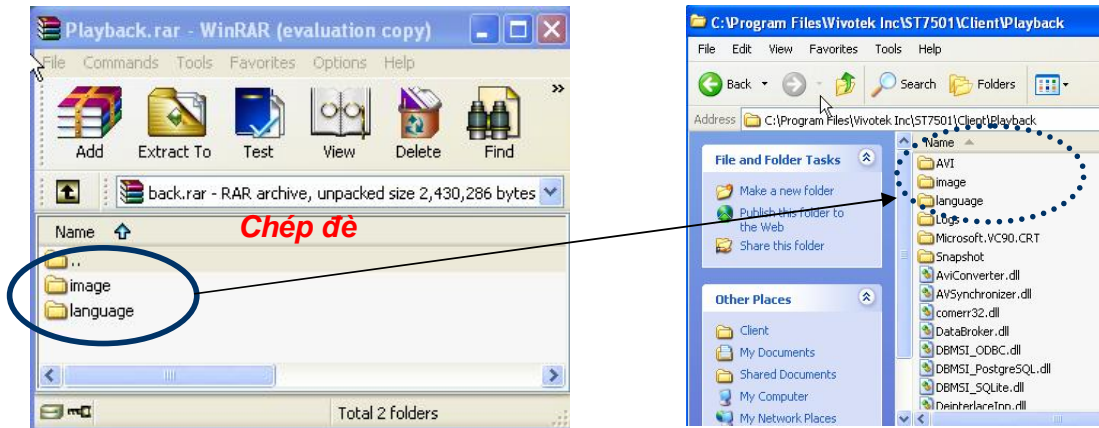 Playback.rar - WinRAR (evaluation copy)
File Commands Tools Favorites Options Help
Add Extract To Test View Delete Find
back.rar - RAR archive, unpacked size 2,430,286 bytes
Name
Chép đè
..
image
language
Total 2 folders
C:\Program Files\Vivotek Inc\ST7501\Client\Playback
File Edit View Favorites Tools Help
Back Search Folders
Address C:\Program Files\Vivotek Inc\ST7501\Client\Playback
File and Folder Tasks
Make a new folder
Publish this folder to
the Web
Share this folder
Other Places
Client
My Documents
Shared Documents
My Computer
My Network Places
Name
AVI
image
language
Logs
Microsoft.VC90.CRT
Snapshot
AviConverter.dll
AVSynchronizer.dll
comerr32.dll
DataBroker.dll
DBMSI_ODBC.dll
DBMSI_PostgreSQL.dll
DBMSI_SQLite.dll
DeinterlaceIpp.dll